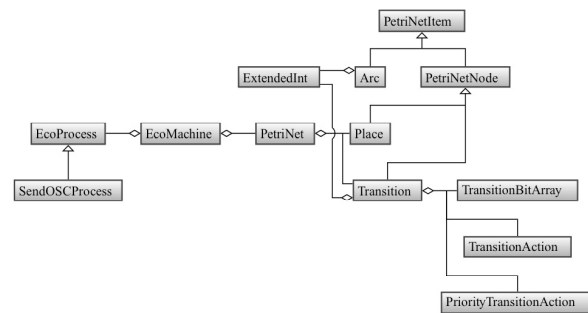 PetriNetItem
ExtendedInt
Arc
PetriNetNode
EcoProcess
EcoMachine
PetriNet
Place
SendOSCProcess
Transition
TransitionBitArray
TransitionAction
PriorityTransitionAction